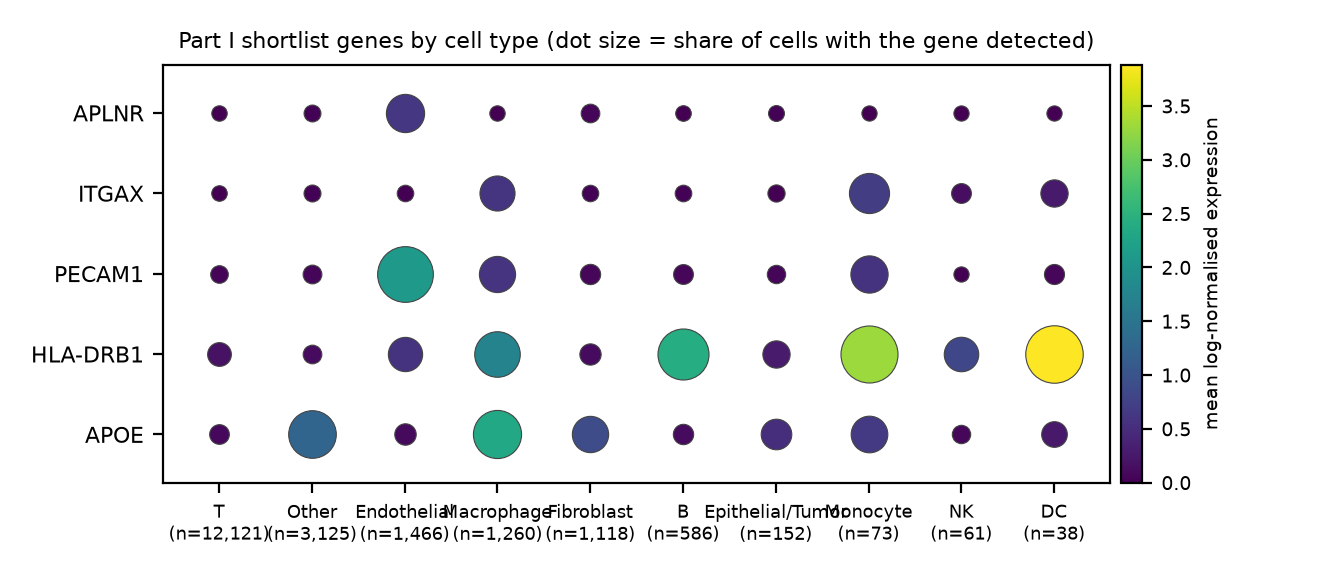 Part I shortlist genes by cell type (dot size = share of cells with the gene detected)
APLNR
ITGAX
PECAM1
HLA-DRB1
APOE
T Other Endothelial Macrophage Fibroblast B Epithelial/Tumor Monocyte NK DC
(n=12,121) (n=3,125) (n=1,466) (n=1,260) (n=1,118) (n=586) (n=152) (n=73) (n=61) (n=38)
3.5
3.0
2.5
2.0
1.5
1.0
0.5
0.0
mean log-normalised expression